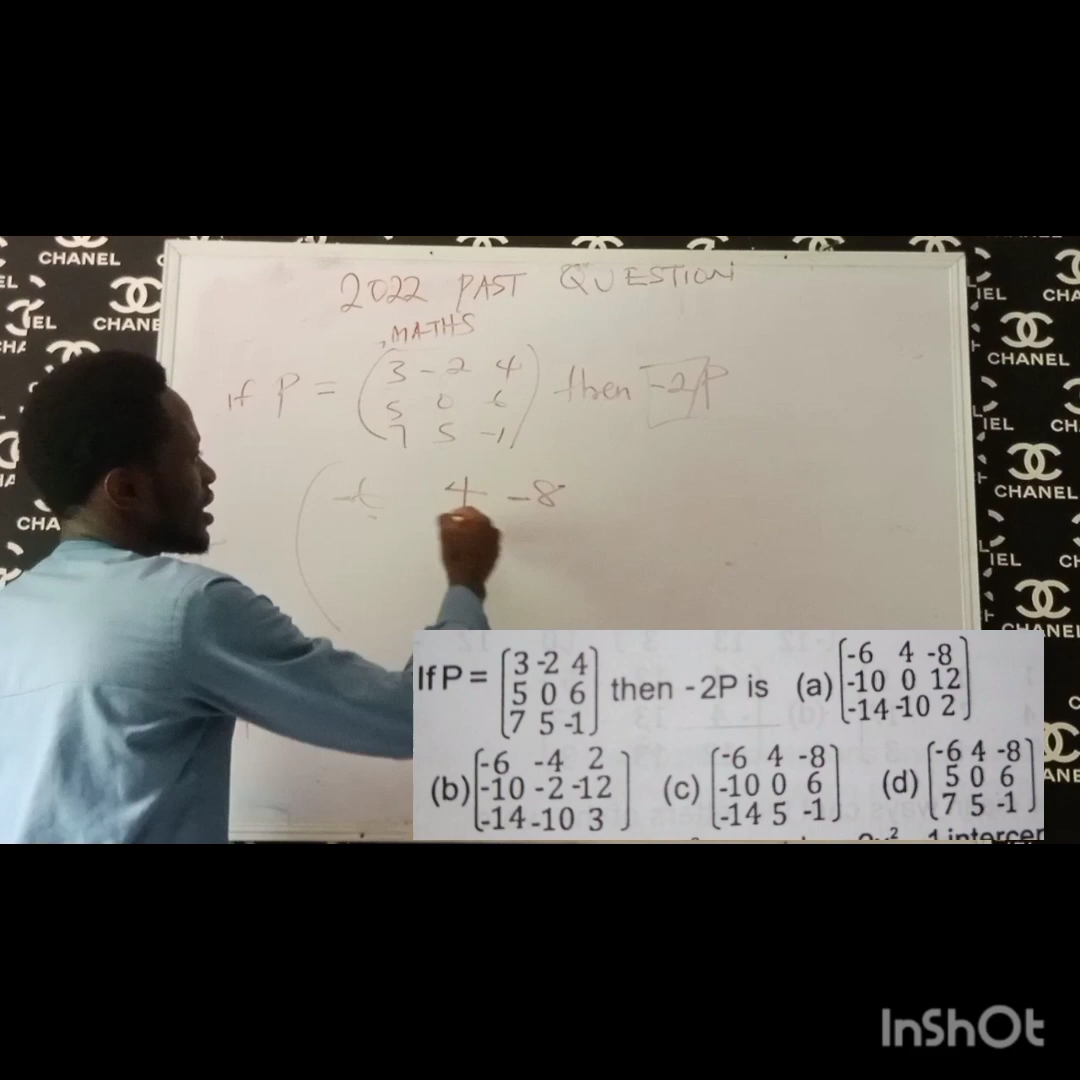 2022 PAST QUESTION
, MATHS
If P = (3 -2 4) then -2P
5 0 6
7 5 -1
-6 4 -8
If P = [3 -2 4] then -2P is (a) [-6 4 -8]
5 0 6
7 5 -1
-10 0 12
-14 -10 2
(b) [-6 -4 2]
-10 -2 -12
-14 -10 3
(c) [-6 4 -8]
-10 0 6
-14 5 -1
(d) [-6 4 -8]
5 0 6
7 5 -1
CHANEL
CHANEL
CHANEL
CHANEL
InShOt